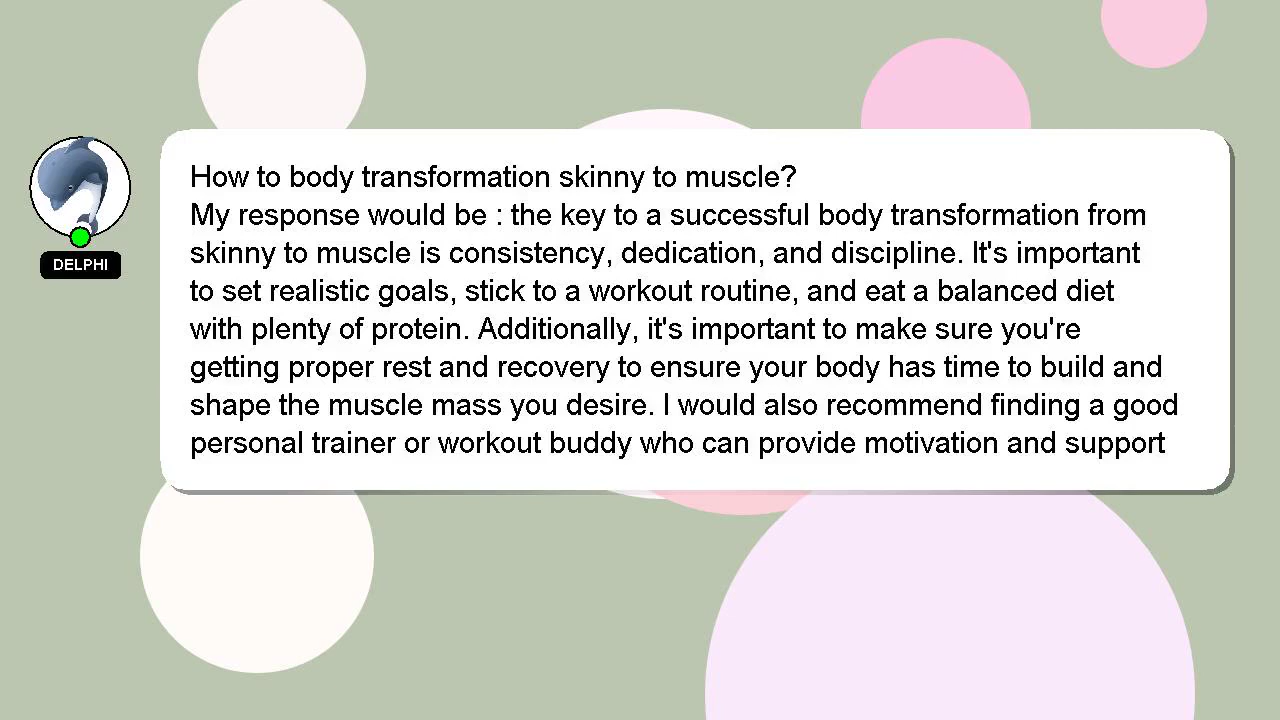 How to body transformation skinny to muscle?
My response would be : the key to a successful body transformation from
skinny to muscle is consistency, dedication, and discipline. It's important
to set realistic goals, stick to a workout routine, and eat a balanced diet
with plenty of protein. Additionally, it's important to make sure you're
getting proper rest and recovery to ensure your body has time to build and
shape the muscle mass you desire. I would also recommend finding a good
personal trainer or workout buddy who can provide motivation and support
DELPHI